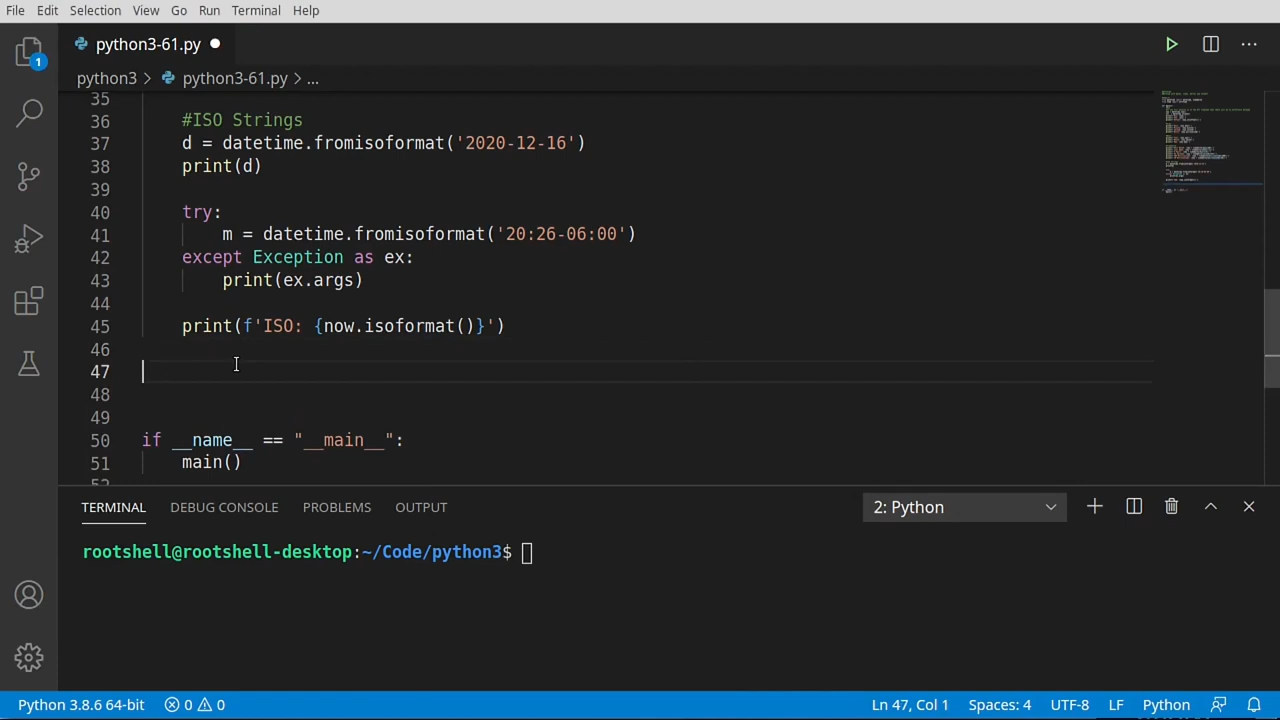 File Edit Selection View Go Run Terminal Help
python3-61.py
python3 > python3-61.py > ...
35
36 #ISO Strings
37 d = datetime.fromisoformat('2020-12-16')
38 print(d)
39
40 try:
41 m = datetime.fromisoformat('20:26-06:00')
42 except Exception as ex:
43 print(ex.args)
44
45 print(f'ISO: {now.isoformat()}')
46
47
48
49
50 if __name__ == "__main__":
51 main()
52
TERMINAL DEBUG CONSOLE PROBLEMS OUTPUT 2: Python
rootshell@rootshell-desktop:~/Code/python3$
1
Python 3.8.6 64-bit 0 0 Ln 47, Col 1 Spaces: 4 UTF-8 LF Python